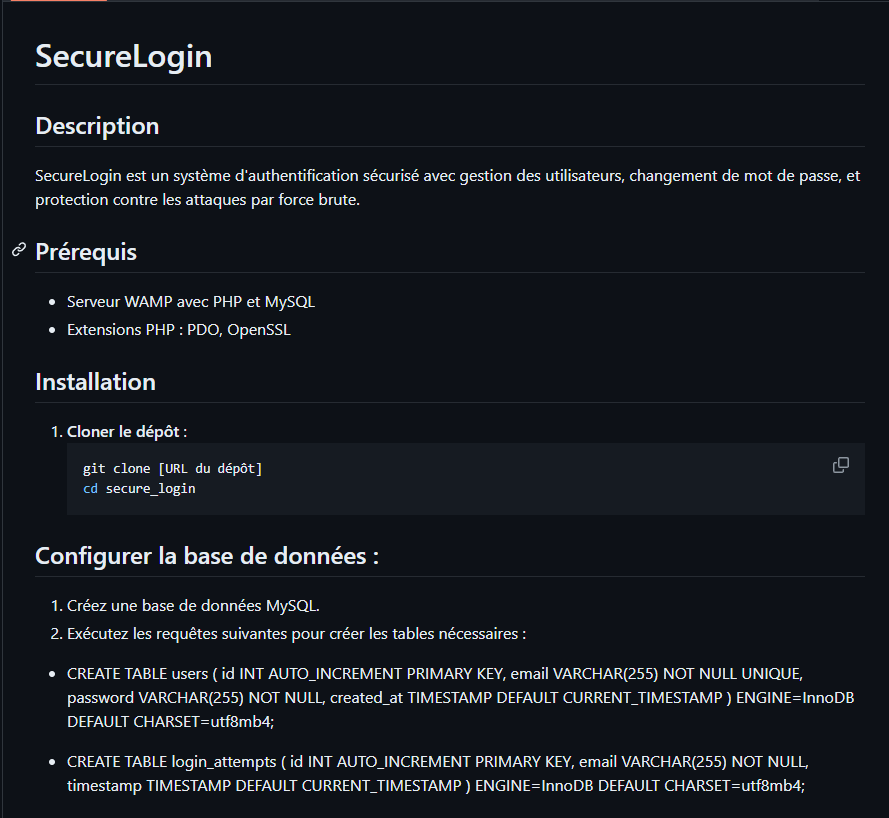 SecureLogin
Description
SecureLogin est un système d'authentification sécurisé avec gestion des utilisateurs, changement de mot de passe, et
protection contre les attaques par force brute.
Prérequis
• Serveur WAMP avec PHP et MySQL
• Extensions PHP : PDO, OpenSSL
Installation
1. Cloner le dépôt :
git clone [URL du dépôt]
cd secure_login
Configurer la base de données :
1. Créez une base de données MySQL.
2. Exécutez les requêtes suivantes pour créer les tables nécessaires :
• CREATE TABLE users ( id INT AUTO_INCREMENT PRIMARY KEY, email VARCHAR(255) NOT NULL UNIQUE,
password VARCHAR(255) NOT NULL, created_at TIMESTAMP DEFAULT CURRENT_TIMESTAMP ) ENGINE=InnoDB
DEFAULT CHARSET=utf8mb4;
• CREATE TABLE login_attempts ( id INT AUTO_INCREMENT PRIMARY KEY, email VARCHAR(255) NOT NULL,
timestamp TIMESTAMP DEFAULT CURRENT_TIMESTAMP ) ENGINE=InnoDB DEFAULT CHARSET=utf8mb4;